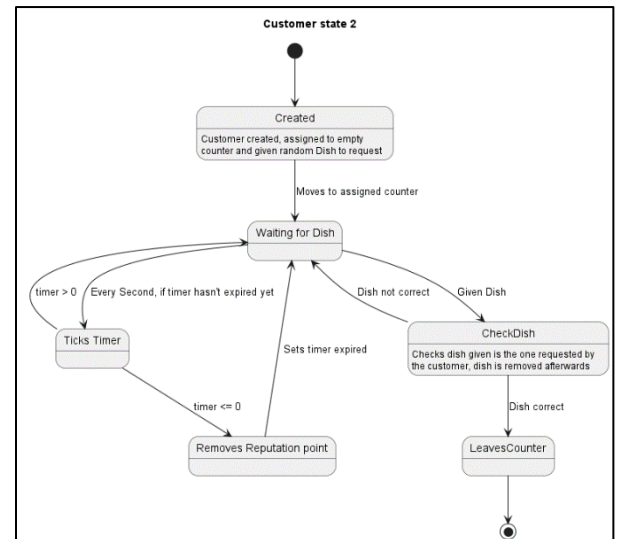 Customer state 2
Created
Customer created, assigned to empty
counter and given random Dish to request
Moves to assigned counter
Waiting for Dish
timer > 0
Every Second, if timer hasn't expired yet
Dish not correct
Given Dish
Ticks Timer
CheckDish
Checks dish given is the one requested by
the customer, dish is removed afterwards
Sets timer expired
timer <= 0
Dish correct
Removes Reputation point
LeavesCounter